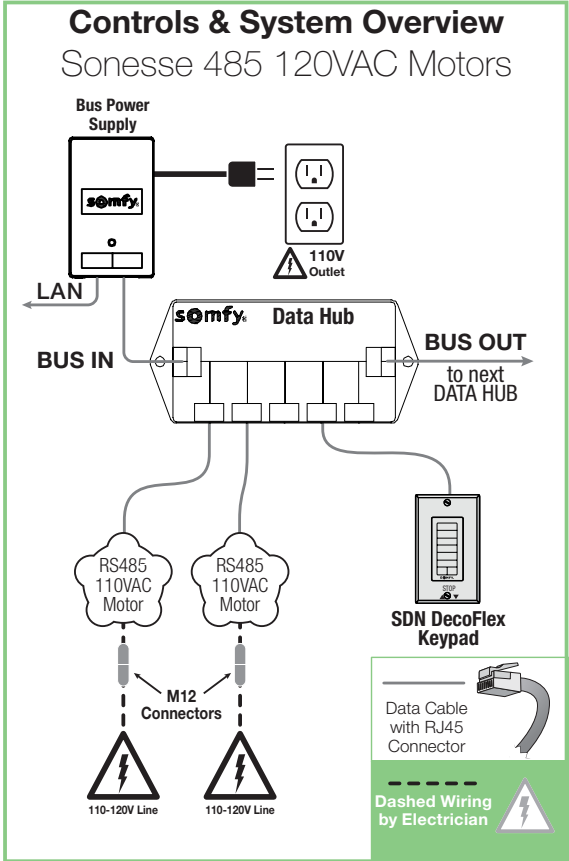 Controls & System Overview
Sonesse 485 120VAC Motors
Bus Power
Supply
somfy.
110V
Outlet
LAN
somfy.
Data Hub
BUS IN
BUS OUT
to next
DATA HUB
RS485
110VAC
Motor
RS485
110VAC
Motor
STOP
SDN DecoFlex
Keypad
M12
Connectors
110-120V Line
110-120V Line
Data Cable
with RJ45
Connector
Dashed Wiring
by Electrician